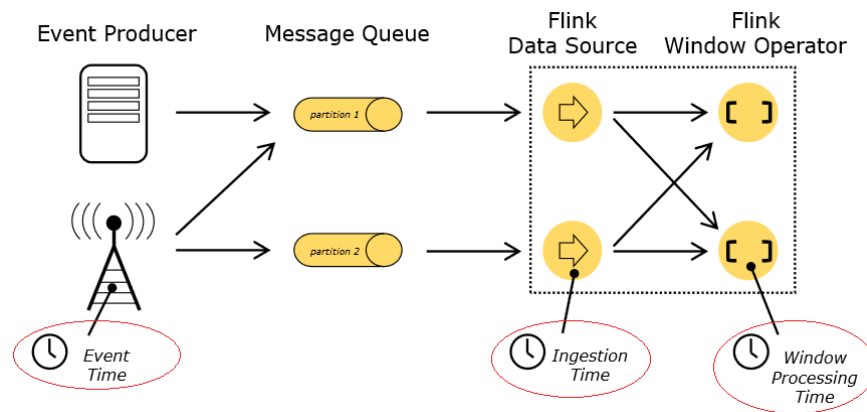 Event Producer
Message Queue
Flink
Data Source
Flink
Window Operator
partition 1
partition 2
Event
Time
Ingestion
Time
Window
Processing
Time